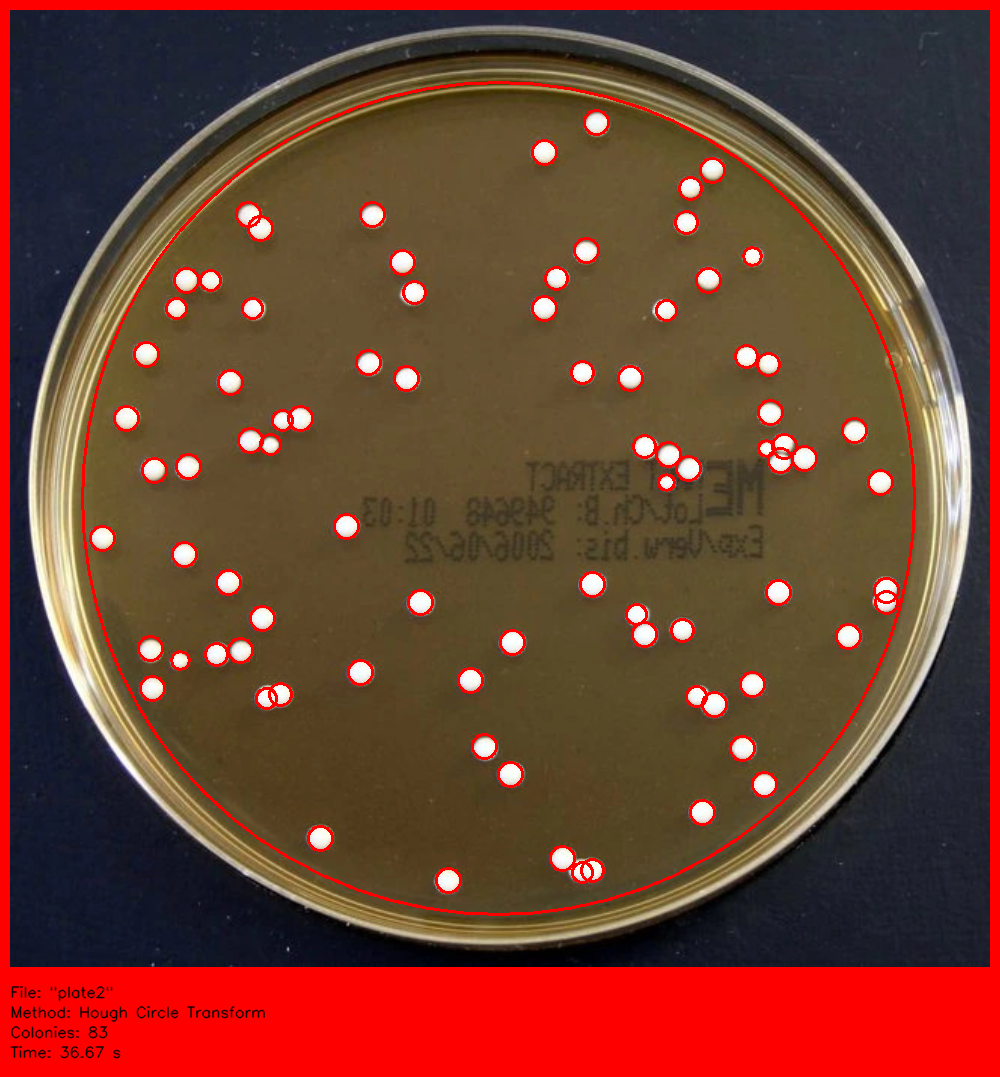 MEAT EXTRACT
Lot/Ch.B: 949648 01:03
Exp/Verw.bis: 2006/06/22
File: "plate2"
Method: Hough Circle Transform
Colonies: 83
Time: 36.67 s